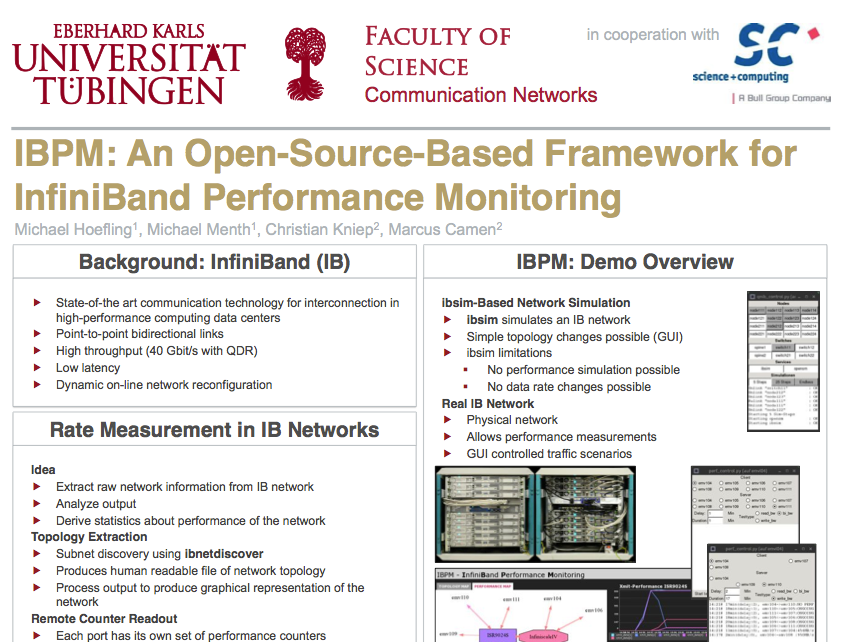 EBERHARD KARLS
UNIVERSITÄT
TÜBINGEN
FACULTY OF
SCIENCE
Communication Networks
in cooperation with
SC
science+computing
A Bull Group Company
IBPM: An Open-Source-Based Framework for
InfiniBand Performance Monitoring
Michael Hoefling¹, Michael Menth¹, Christian Kniep², Marcus Camen²
Background: InfiniBand (IB)
State-of-the art communication technology for interconnection in
high-performance computing data centers
Point-to-point bidirectional links
High throughput (40 Gbit/s with QDR)
Low latency
Dynamic on-line network reconfiguration
Rate Measurement in IB Networks
Idea
Extract raw network information from IB network
Analyze output
Derive statistics about performance of the network
Topology Extraction
Subnet discovery using ibnetdiscover
Produces human readable file of network topology
Process output to produce graphical representation of the
network
Remote Counter Readout
Each port has its own set of performance counters
IBPM: Demo Overview
ibsim-Based Network Simulation
ibsim simulates an IB network
Simple topology changes possible (GUI)
ibsim limitations
No performance simulation possible
No data rate changes possible
Real IB Network
Physical network
Allows performance measurements
GUI controlled traffic scenarios
IBPM - InfiniBand Performance Monitoring